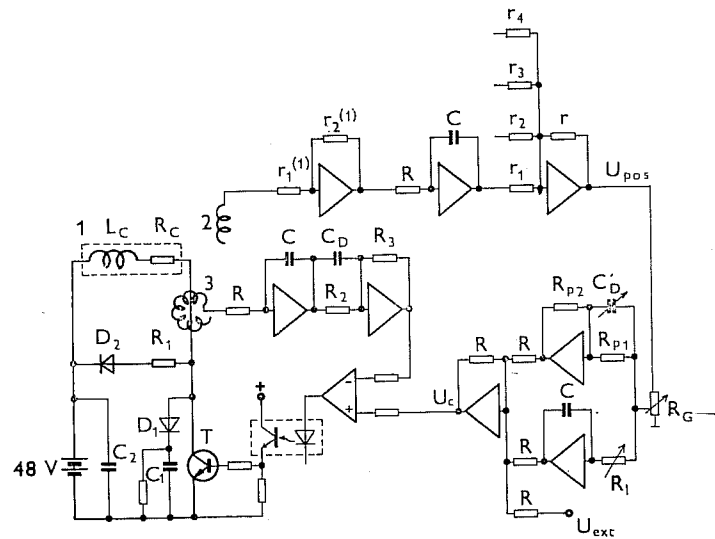 r4
r3
r2
r
r1
r2(1)
r1(1)
C
R
Upos
1
LC
RC
2
3
C
CD
R3
R
R2
Rp2
C'D
Rp1
R
R
D2
R1
Uc
C
RG
D1
T
+
−
+
48 V
C2
C1
R
R1
R
Uext